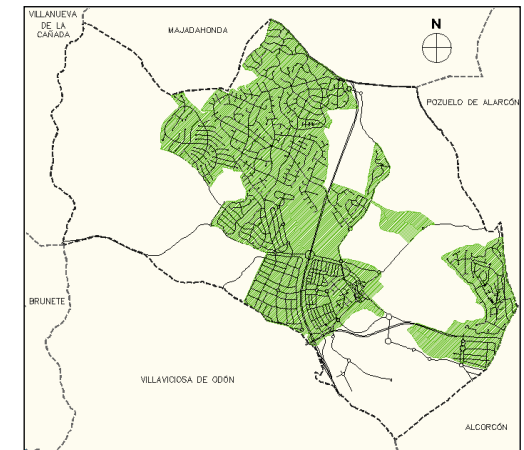 VILLANUEVA
DE LA
CAÑADA
MAJADAHONDA
N
POZUELO DE ALARCÓN
BRUNETE
VILLAVICIOSA DE ODÓN
ALCORCÓN